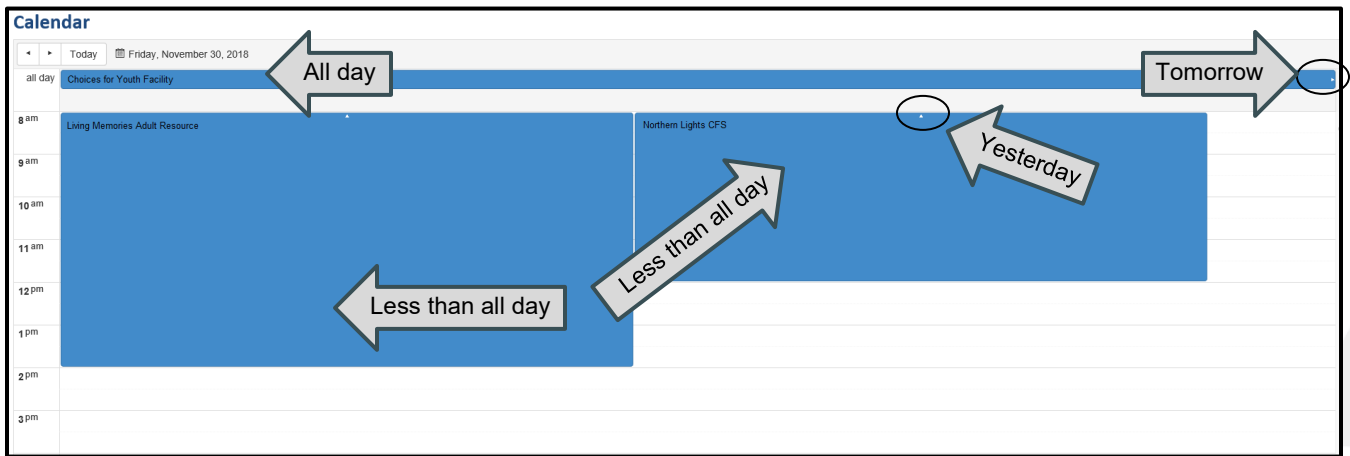 Calendar
Today Friday, November 30, 2018
All day
Tomorrow
all day Choices for Youth Facility
8 am
Living Memories Adult Resource
Northern Lights CFS
Yesterday
9 am
Less than all day
10 am
11 am
12 pm
Less than all day
1 pm
2 pm
3 pm